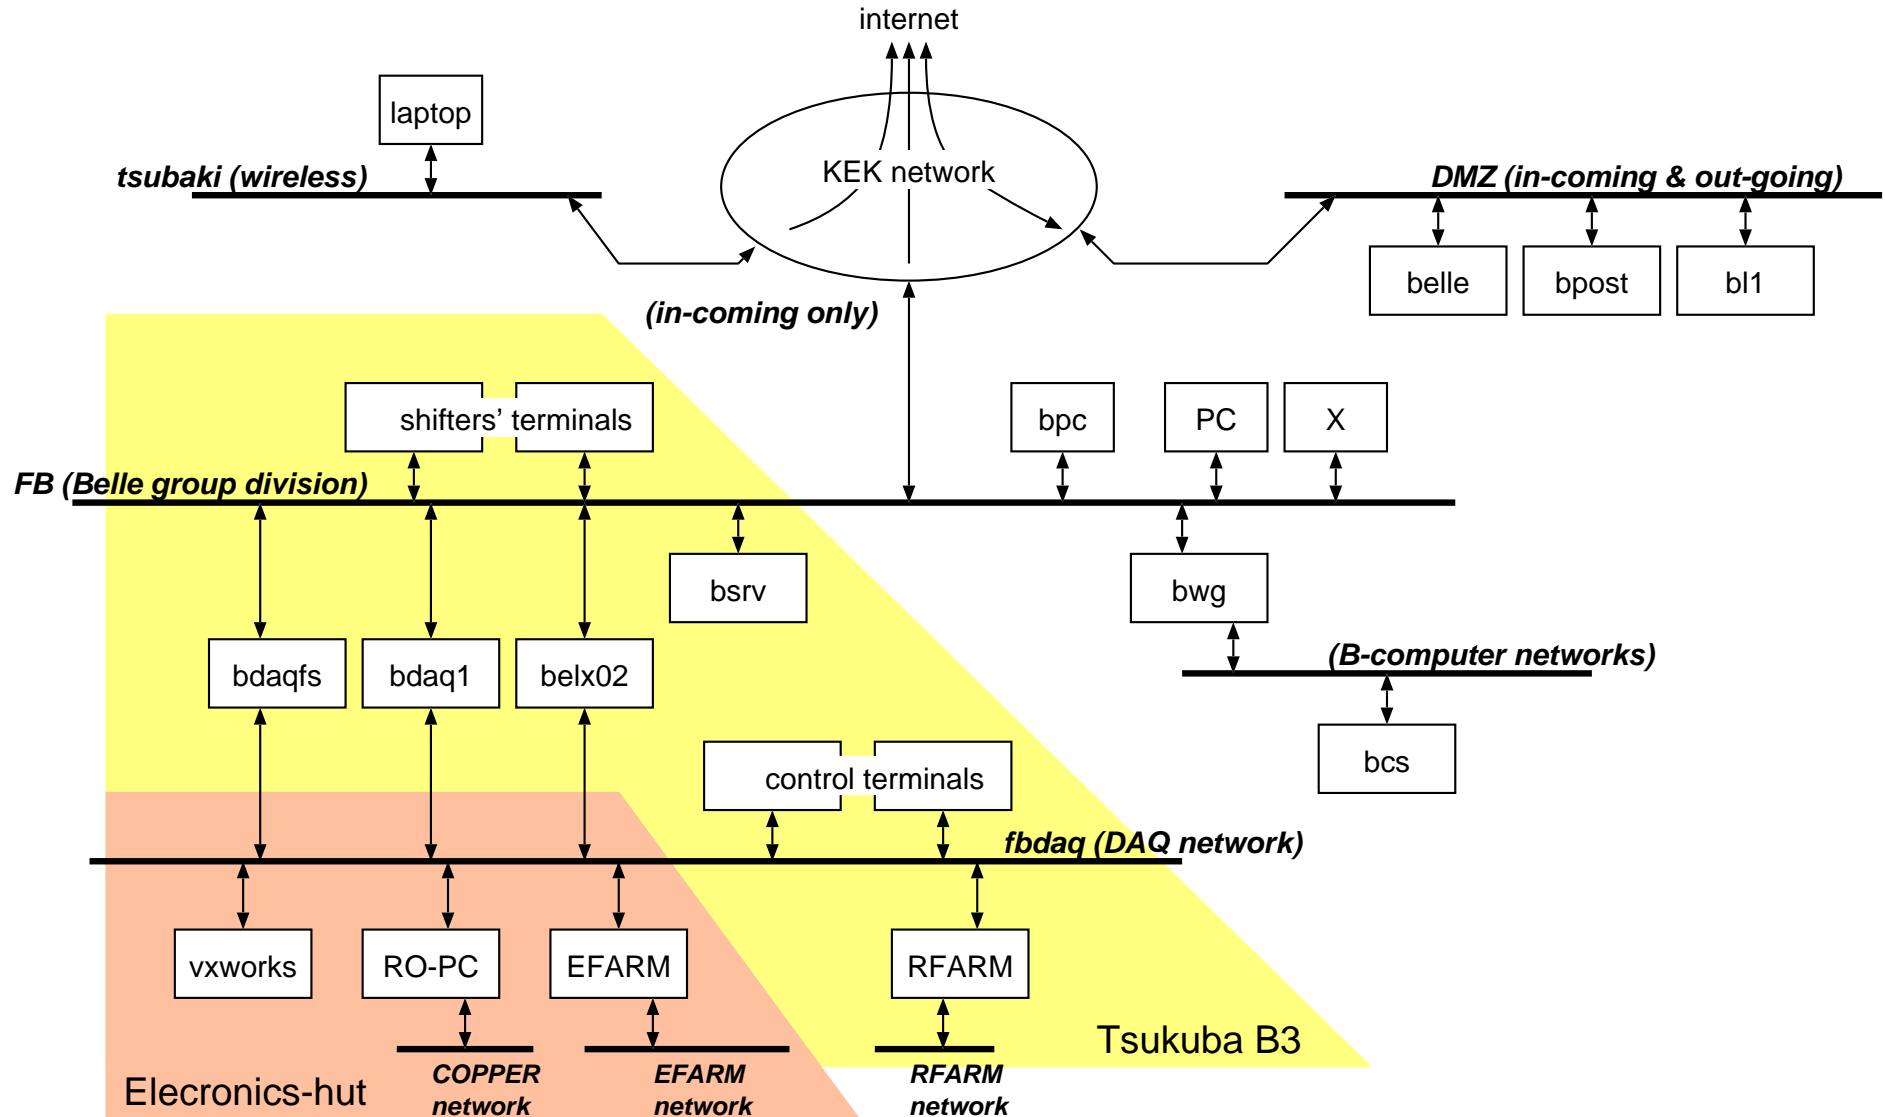 internet
laptop
KEK network
tsubaki (wireless)
DMZ (in-coming & out-going)
belle
bpost
bl1
(in-coming only)
shifters’ terminals
bpc
PC
X
FB (Belle group division)
bsrv
bwg
bdaqfs
bdaq1
belx02
(B-computer networks)
bcs
control terminals
fbdaq (DAQ network)
vxworks
RO-PC
EFARM
RFARM
Tsukuba B3
Elecronics-hut
COPPER
network
EFARM
network
RFARM
network